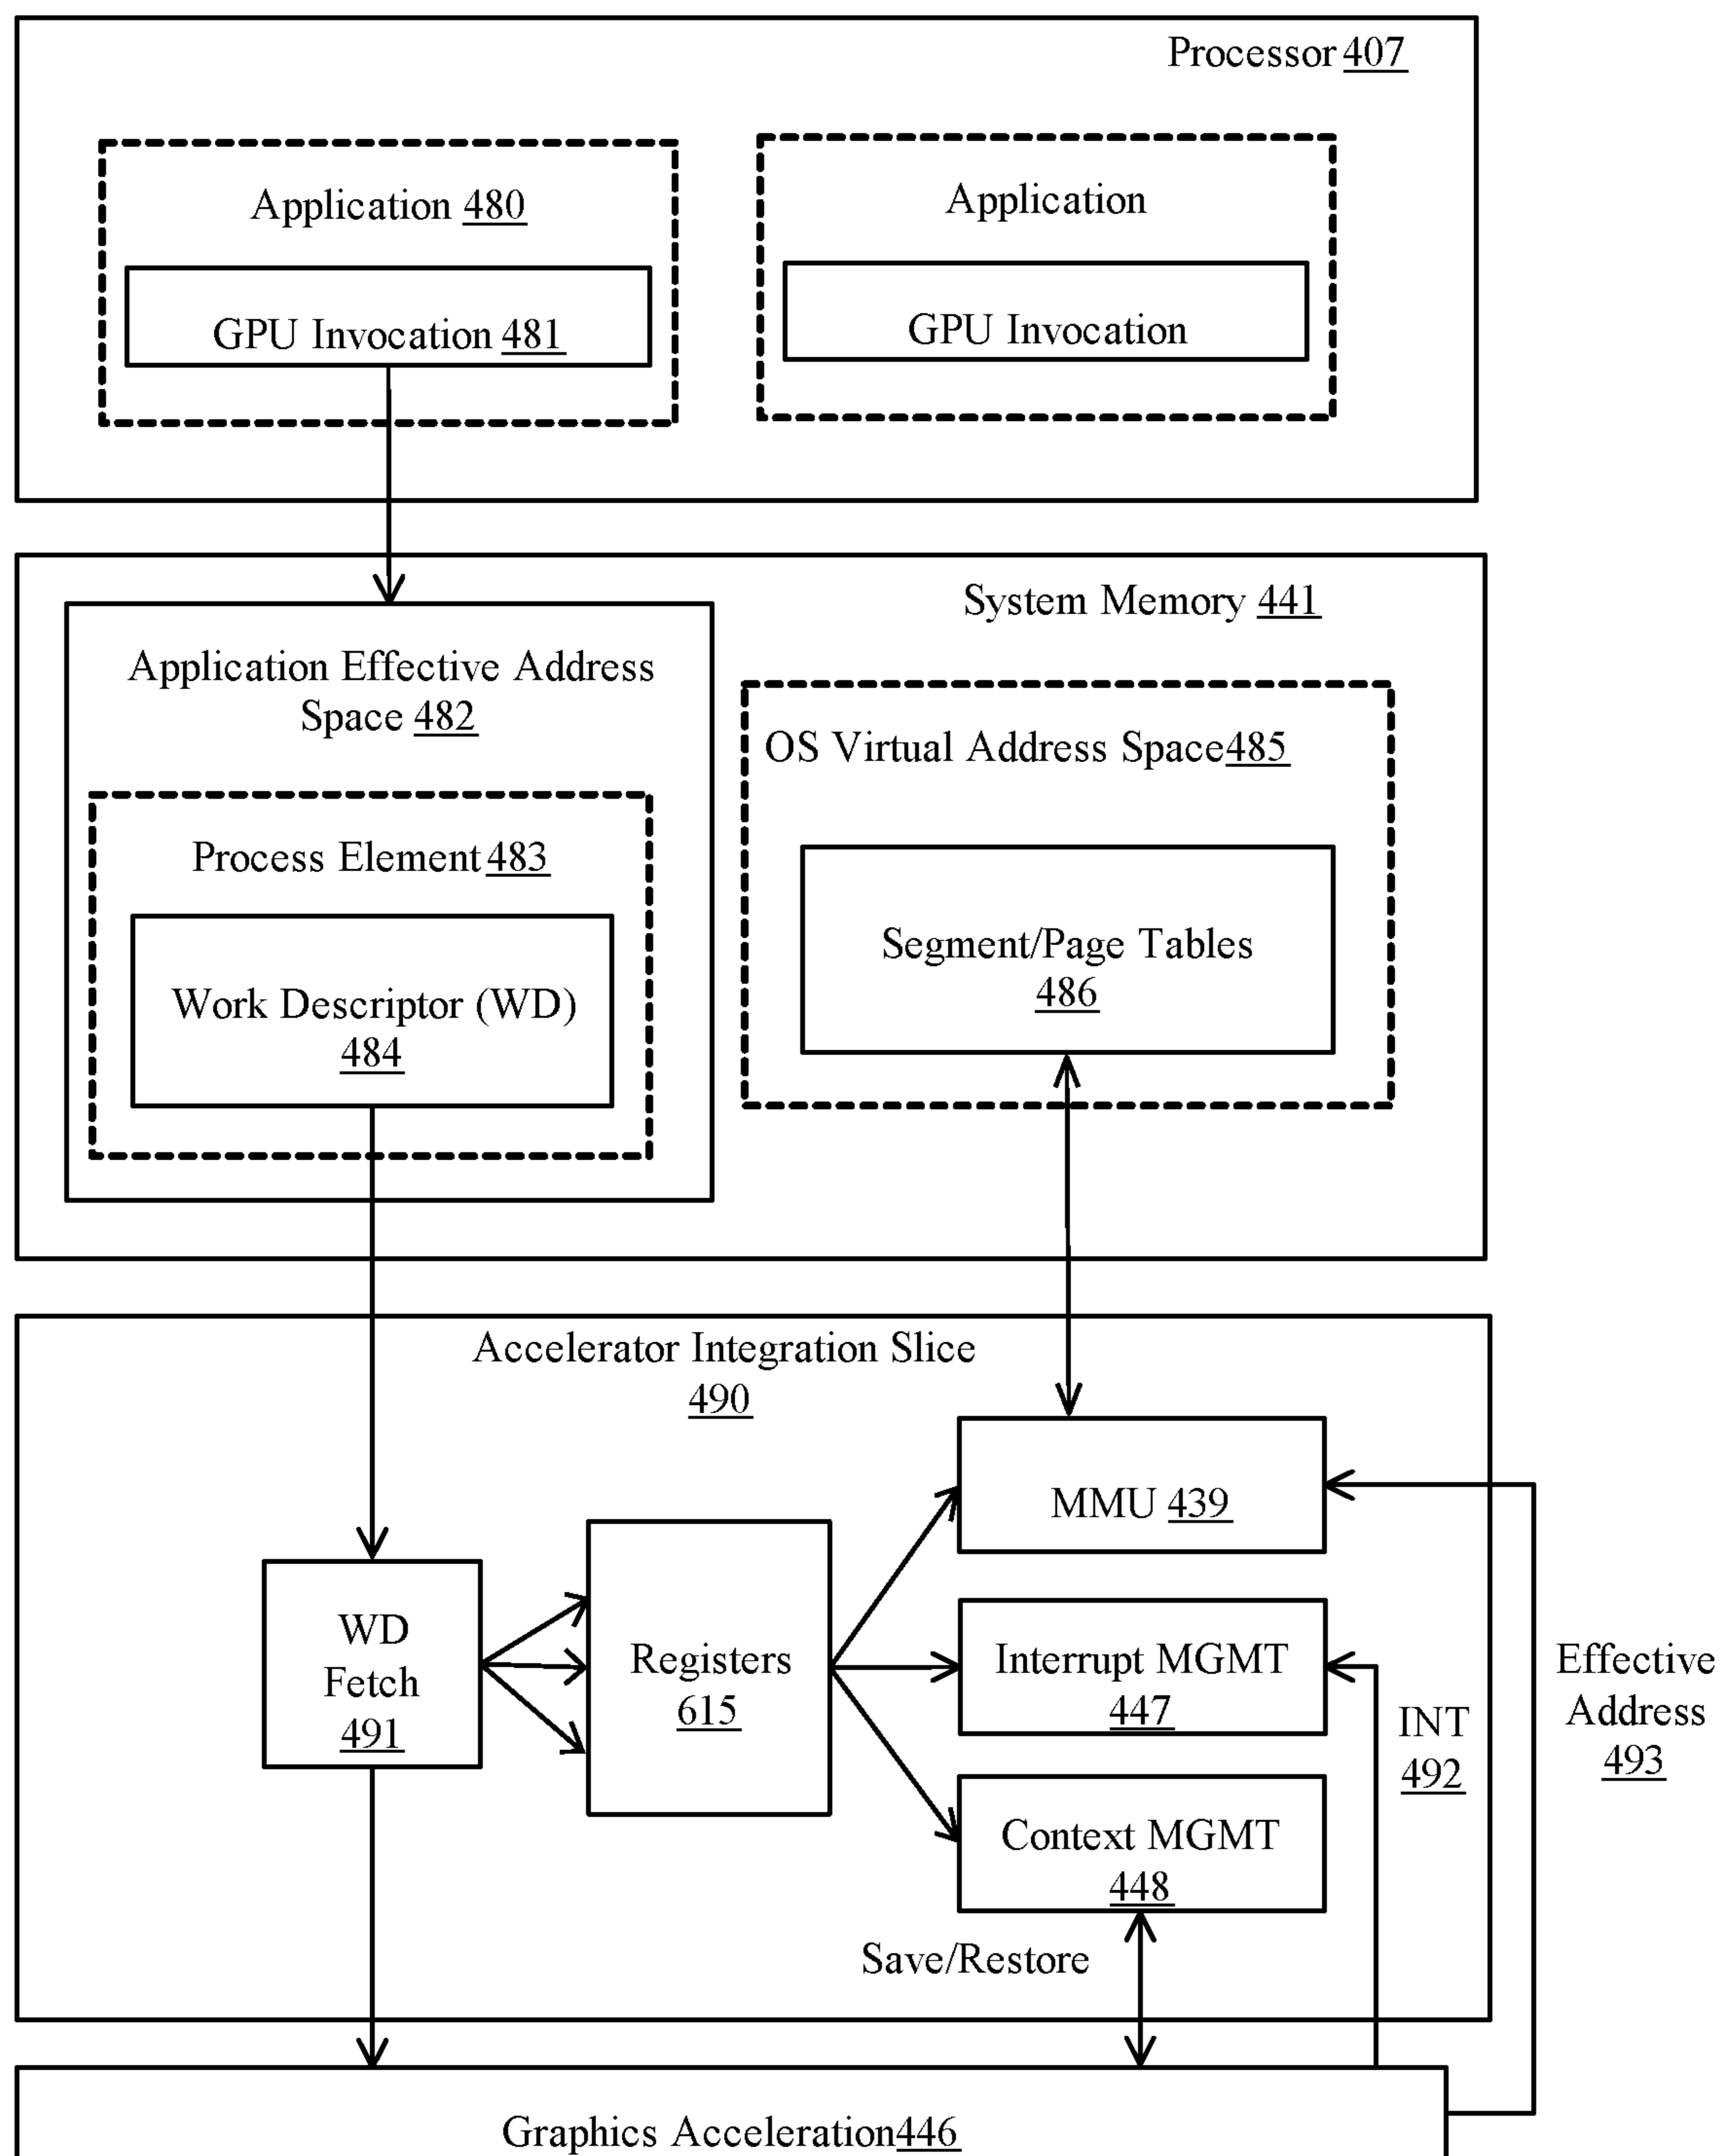 Processor 407
Application 480
GPU Invocation 481
Application
GPU Invocation
System Memory 441
Application Effective Address
Space 482
Process Element 483
Work Descriptor (WD)
484
OS Virtual Address Space485
Segment/Page Tables
486
Accelerator Integration Slice
490
WD
Fetch
491
Registers
615
MMU 439
Interrupt MGMT
447
Context MGMT
448
Save/Restore
INT
492
Effective
Address
493
Graphics Acceleration446